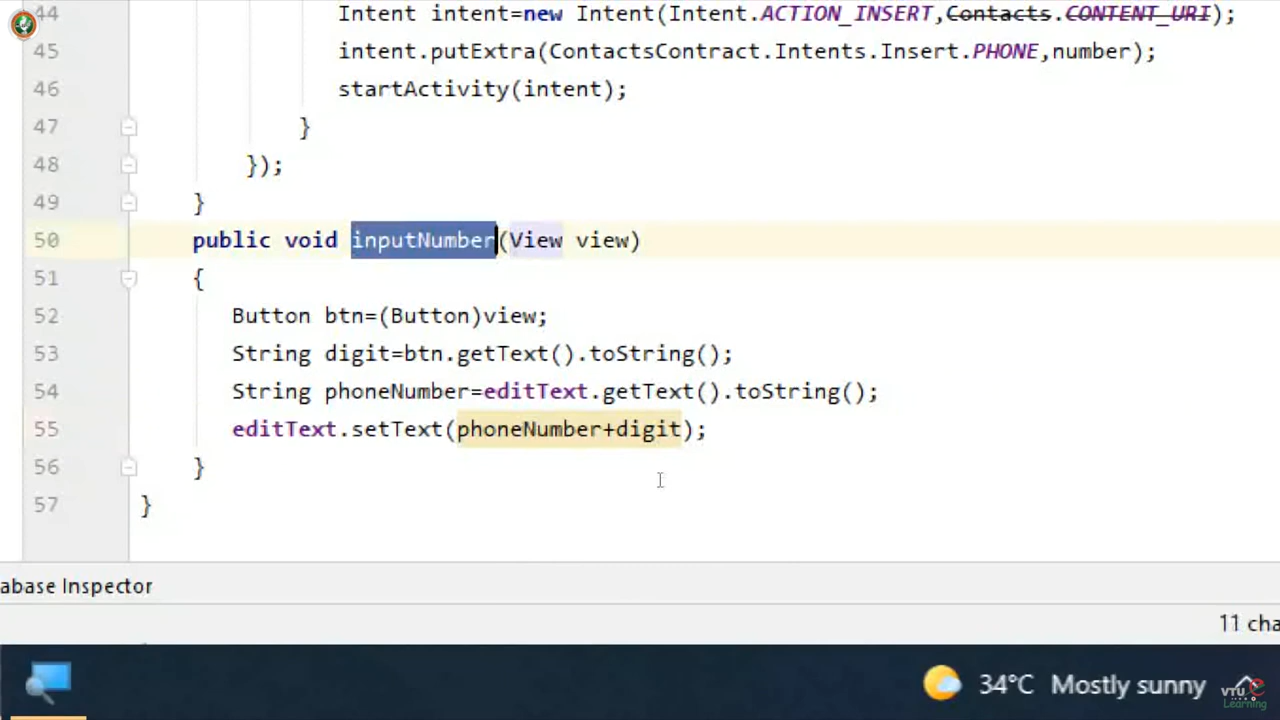 44 Intent intent=new Intent(Intent.ACTION_INSERT,Contacts.CONTENT_URI);
45 intent.putExtra(ContactsContract.Intents.Insert.PHONE,number);
46 startActivity(intent);
47 }
48 });
49 }
50 public void inputNumber(View view)
51 {
52 Button btn=(Button)view;
53 String digit=btn.getText().toString();
54 String phoneNumber=editText.getText().toString();
55 editText.setText(phoneNumber+digit);
56 }
57 }
abase Inspector
11 cha
34°C Mostly sunny
VTU e
Learning